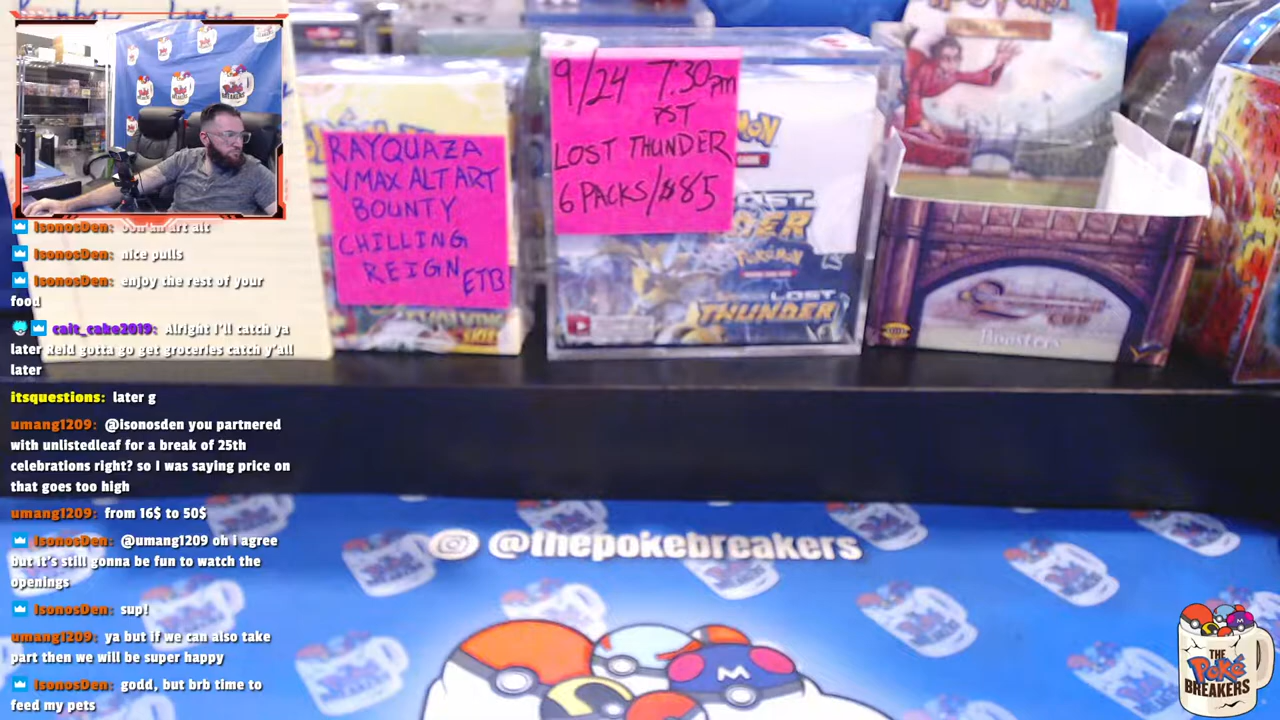 IsonosDen: nice pulls
IsonosDen: enjoy the rest of your
food
cait_cake2019: Alright I'll catch ya
later Reid gotta go get groceries catch y'all
later
itsquestions: later g
umang1209: @isonosden you partnered
with unlistedleaf for a break of 25th
celebrations right? so I was saying price on
that goes too high
umang1209: from 16$ to 50$
IsonosDen: @umang1209 oh i agree
but it's still gonna be fun to watch the
openings
IsonosDen: sup!
umang1209: ya but if we can also take
part then we will be super happy
IsonosDen: godd, but brb time to
feed my pets
RAYQUAZA
VMAX ALT ART
BOUNTY
CHILLING
REIGN ETB
9/24 7:30pm
PST
LOST THUNDER
6 PACKS/$85
POKÉMON
LOST
THUNDER
CUP
Boosters
@thepokebreakers
M
THE
Poké
BREAKERS